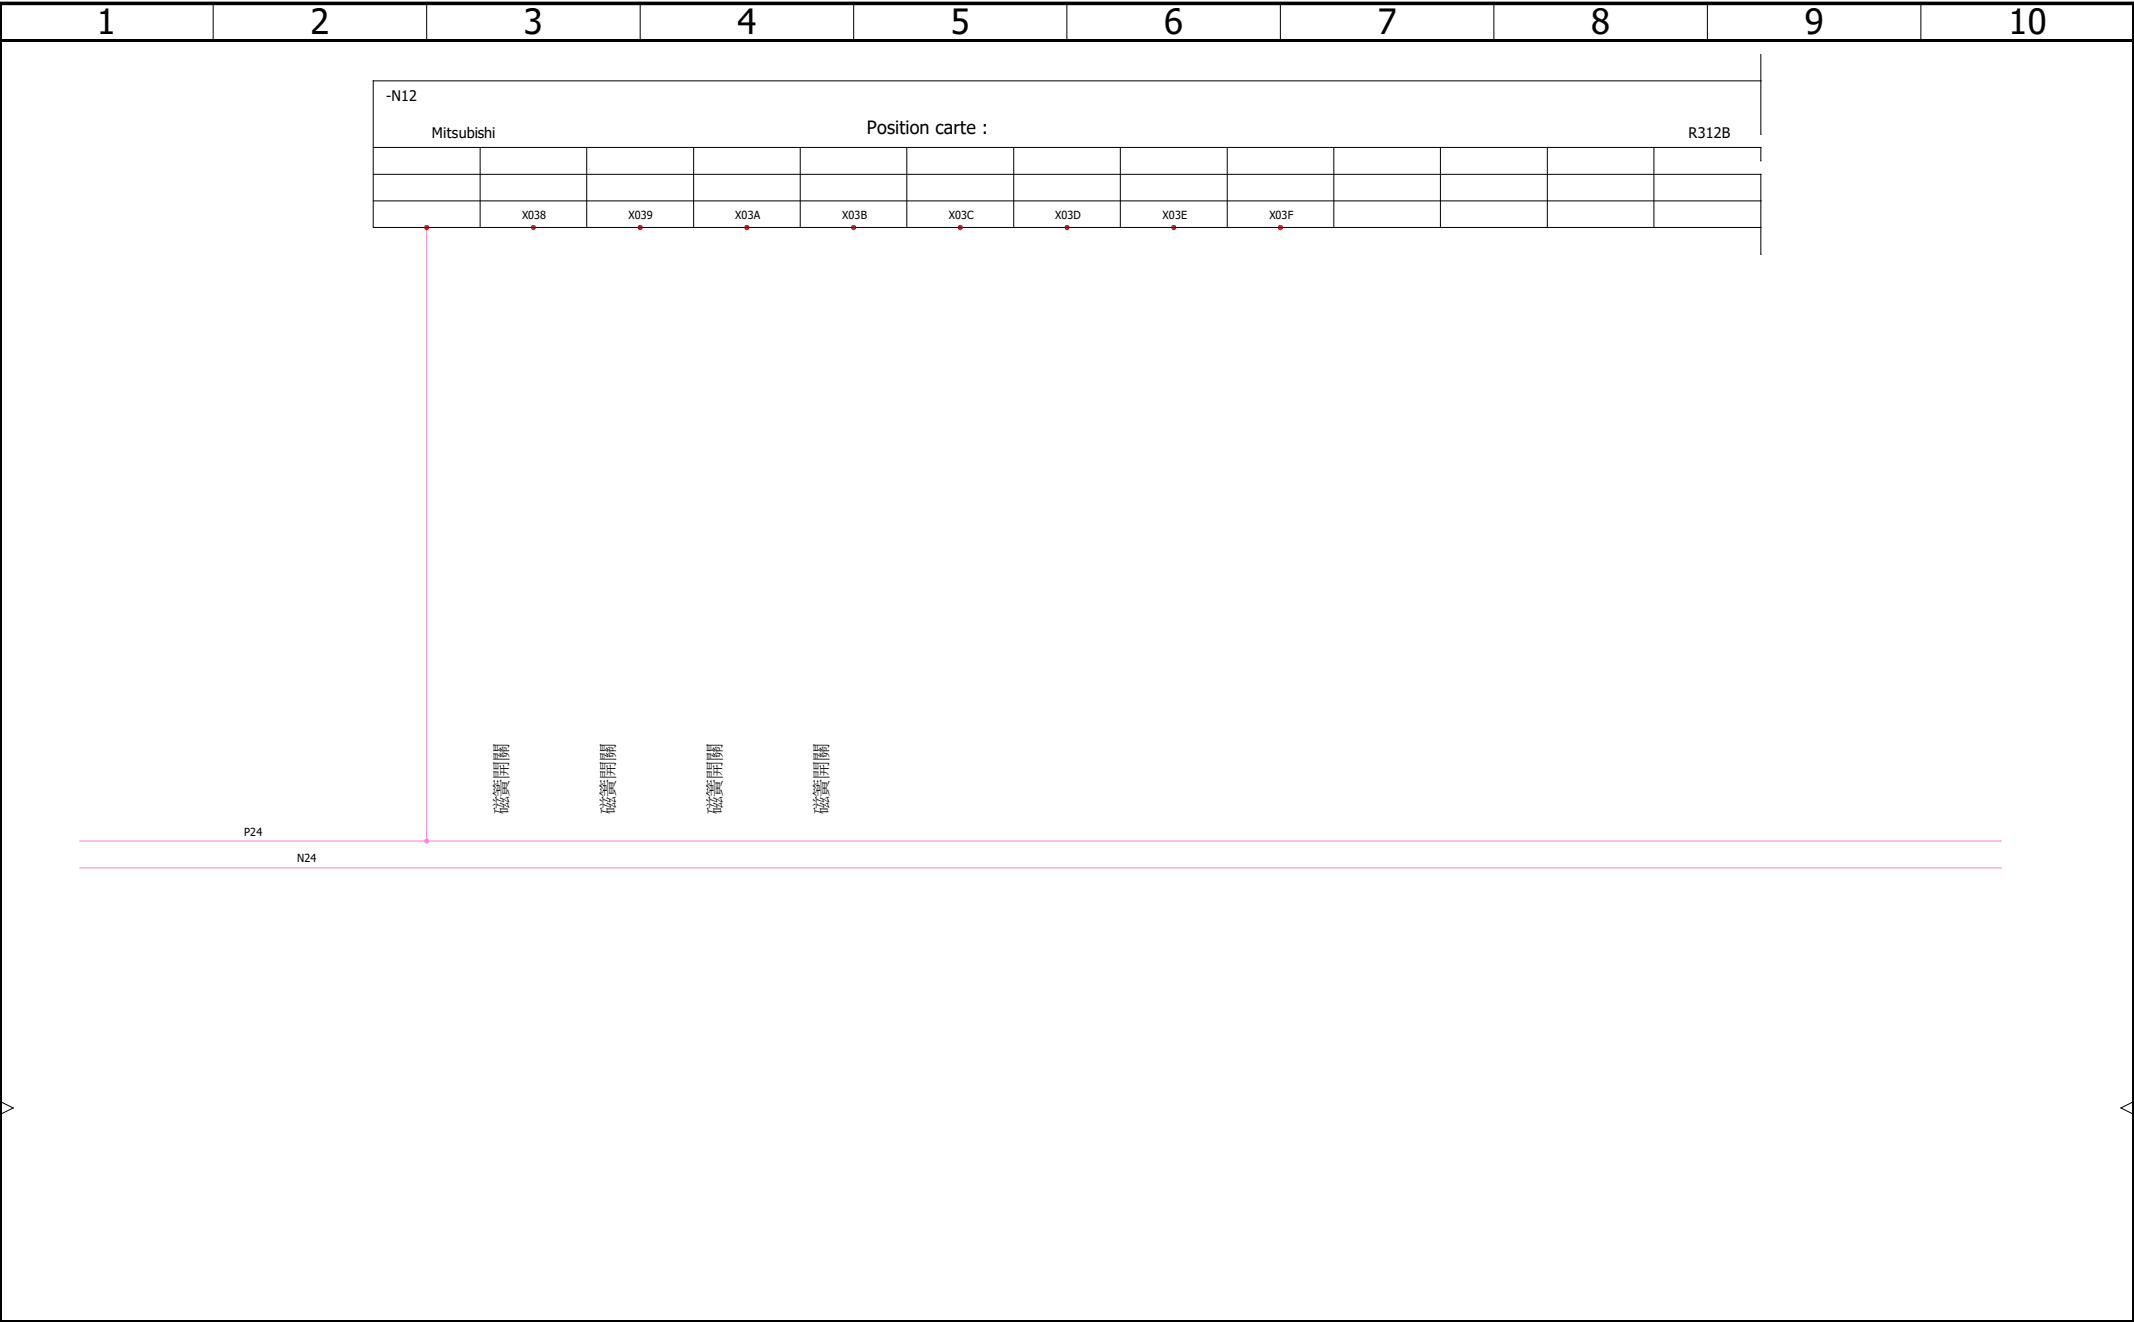 1 2 3 4 5 6 7 8 9 10
-N12
Mitsubishi Position carte : R312B
X038 X039 X03A X03B X03C X03D X03E X03F
磁簧開關 磁簧開關 磁簧開關 磁簧開關
P24
N24